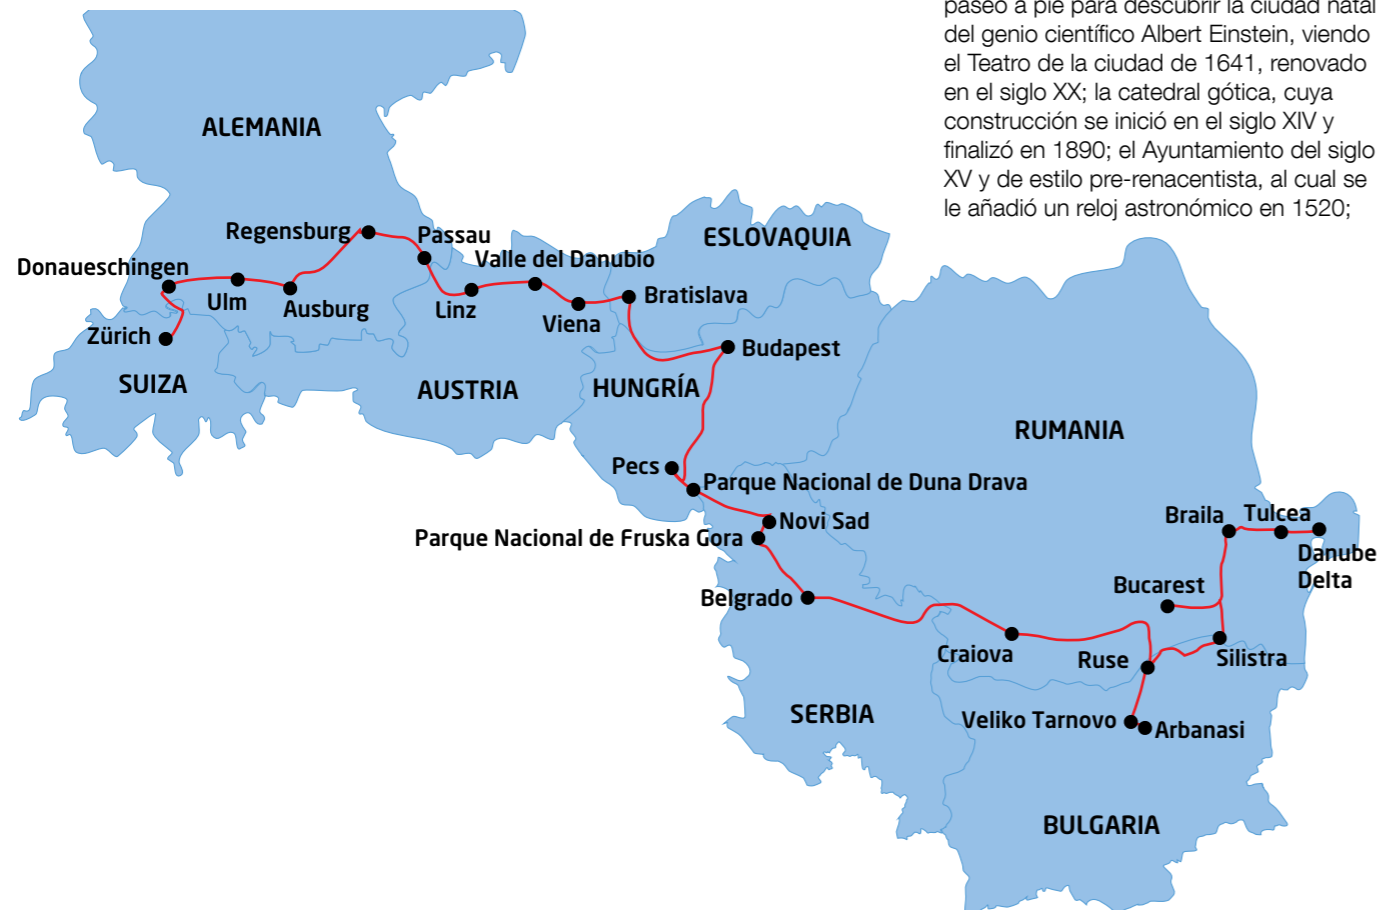 paseo a pie para descubrir la ciudad natal
del genio científico Albert Einstein, viendo
el Teatro de la ciudad de 1641, renovado
en el siglo XX; la catedral gótica, cuya
construcción se inició en el siglo XIV y
finalizó en 1890; el Ayuntamiento del siglo
XV y de estilo pre-renacentista, al cual se
le añadió un reloj astronómico en 1520;
ALEMANIA
Regensburg
Passau
ESLOVAQUIA
Donaueschingen
Valle del Danubio
Ulm
Ausburg
Linz
Bratislava
Viena
Zürich
Budapest
SUIZA
AUSTRIA
HUNGRÍA
RUMANIA
Pecs
Parque Nacional de Duna Drava
Novi Sad
Braila
Tulcea
Parque Nacional de Fruska Gora
Danube
Delta
Bucarest
Belgrado
Craiova
Ruse
Silistra
SERBIA
Veliko Tarnovo
Arbanasi
BULGARIA